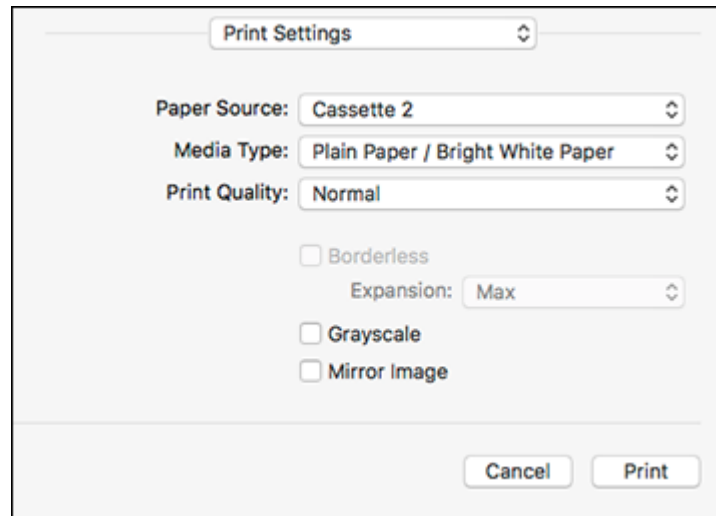 Print Settings
Paper Source: Cassette 2
Media Type: Plain Paper / Bright White Paper
Print Quality: Normal
Borderless
Expansion: Max
Grayscale
Mirror Image
Cancel Print